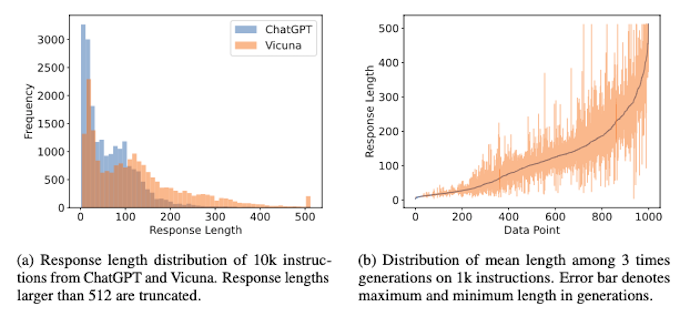 ChatGPT
Vicuna
3000
2500
2000
1500
1000
500
0
Frequency
0
100
200
300
400
500
Response Length
500
400
300
200
100
0
Response Length
0
200
400
600
800
1000
Data Point
(a) Response length distribution of 10k instruc-
tions from ChatGPT and Vicuna. Response lengths
larger than 512 are truncated.
(b) Distribution of mean length among 3 times
generations on 1k instructions. Error bar denotes
maximum and minimum length in generations.